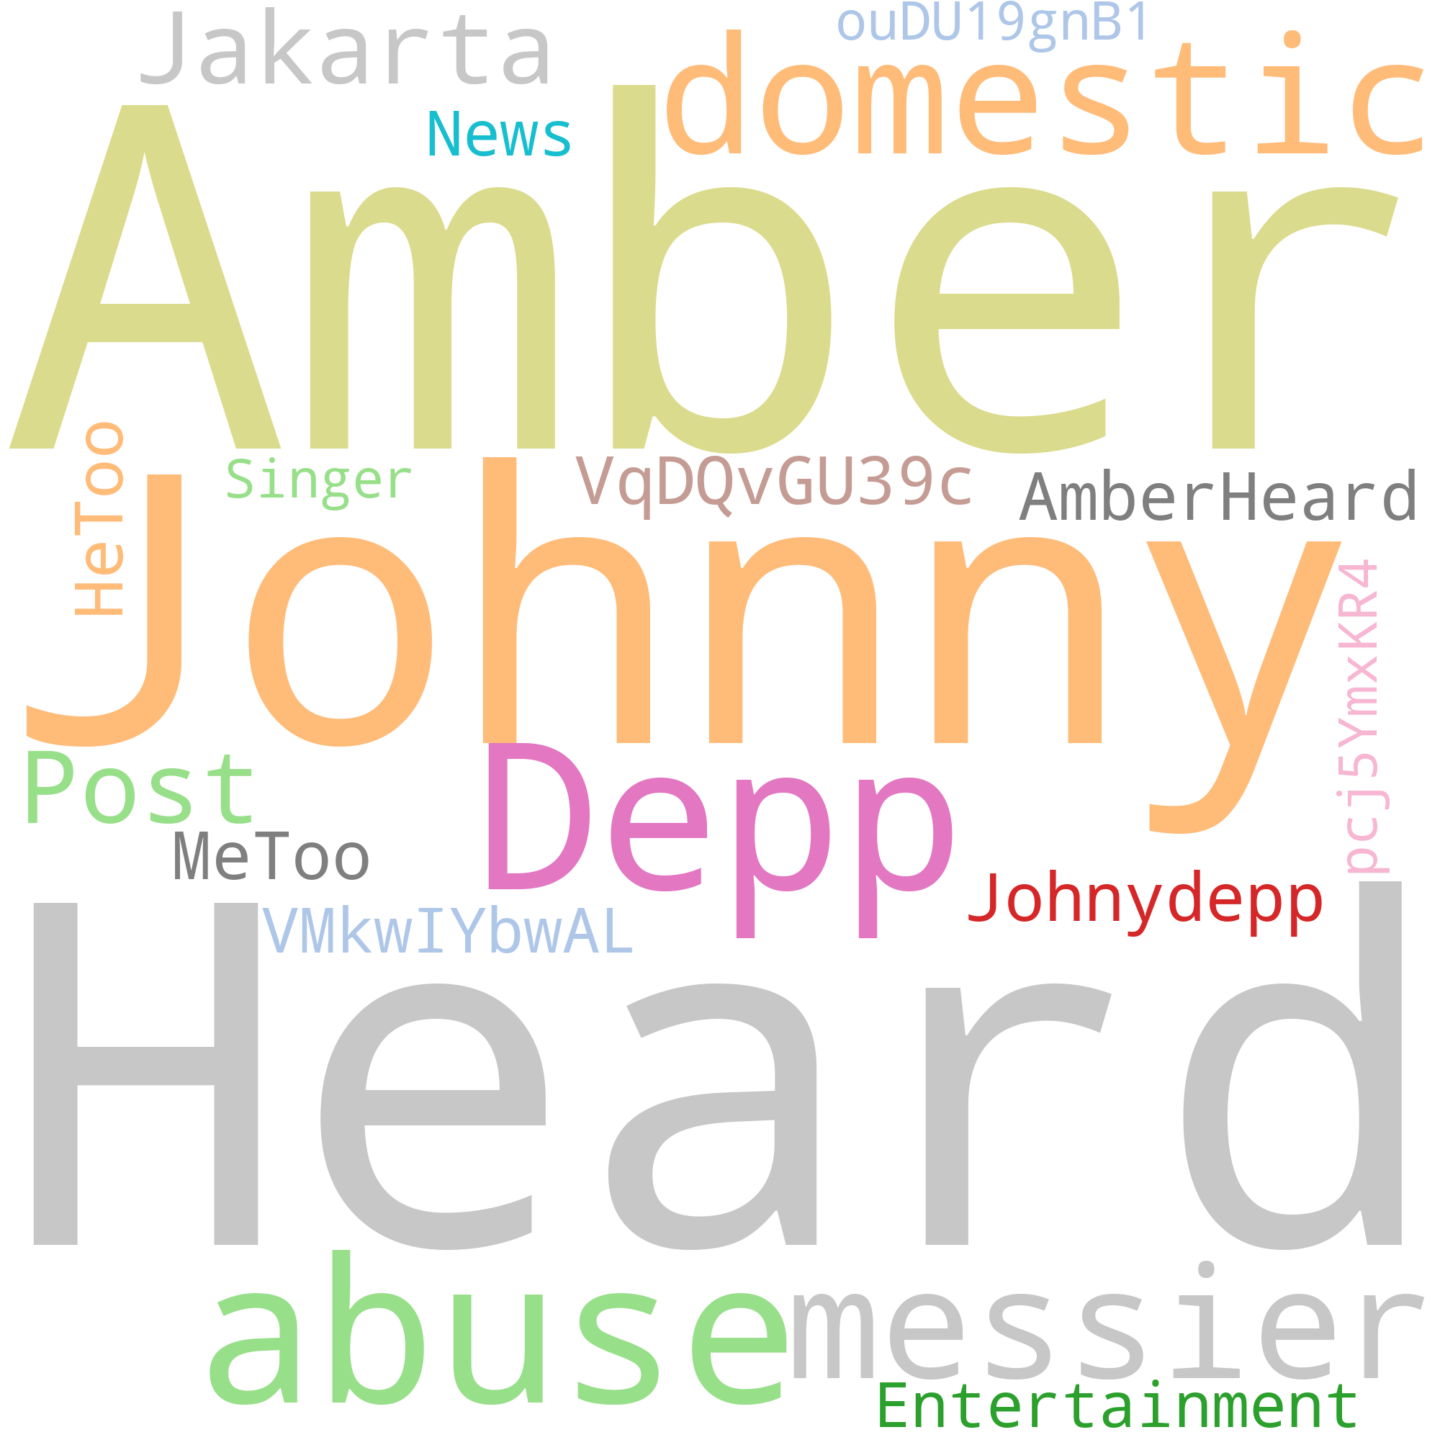 Jakarta
ouDU19gnB1
domestic
News
Amber
HeToo
Singer
VqDQvGU39c
AmberHeard
Johnny
pcj5YmxKR4
Post
Depp
MeToo
Johnydepp
VMkwIYbwAL
Heard
abuse
messier
Entertainment